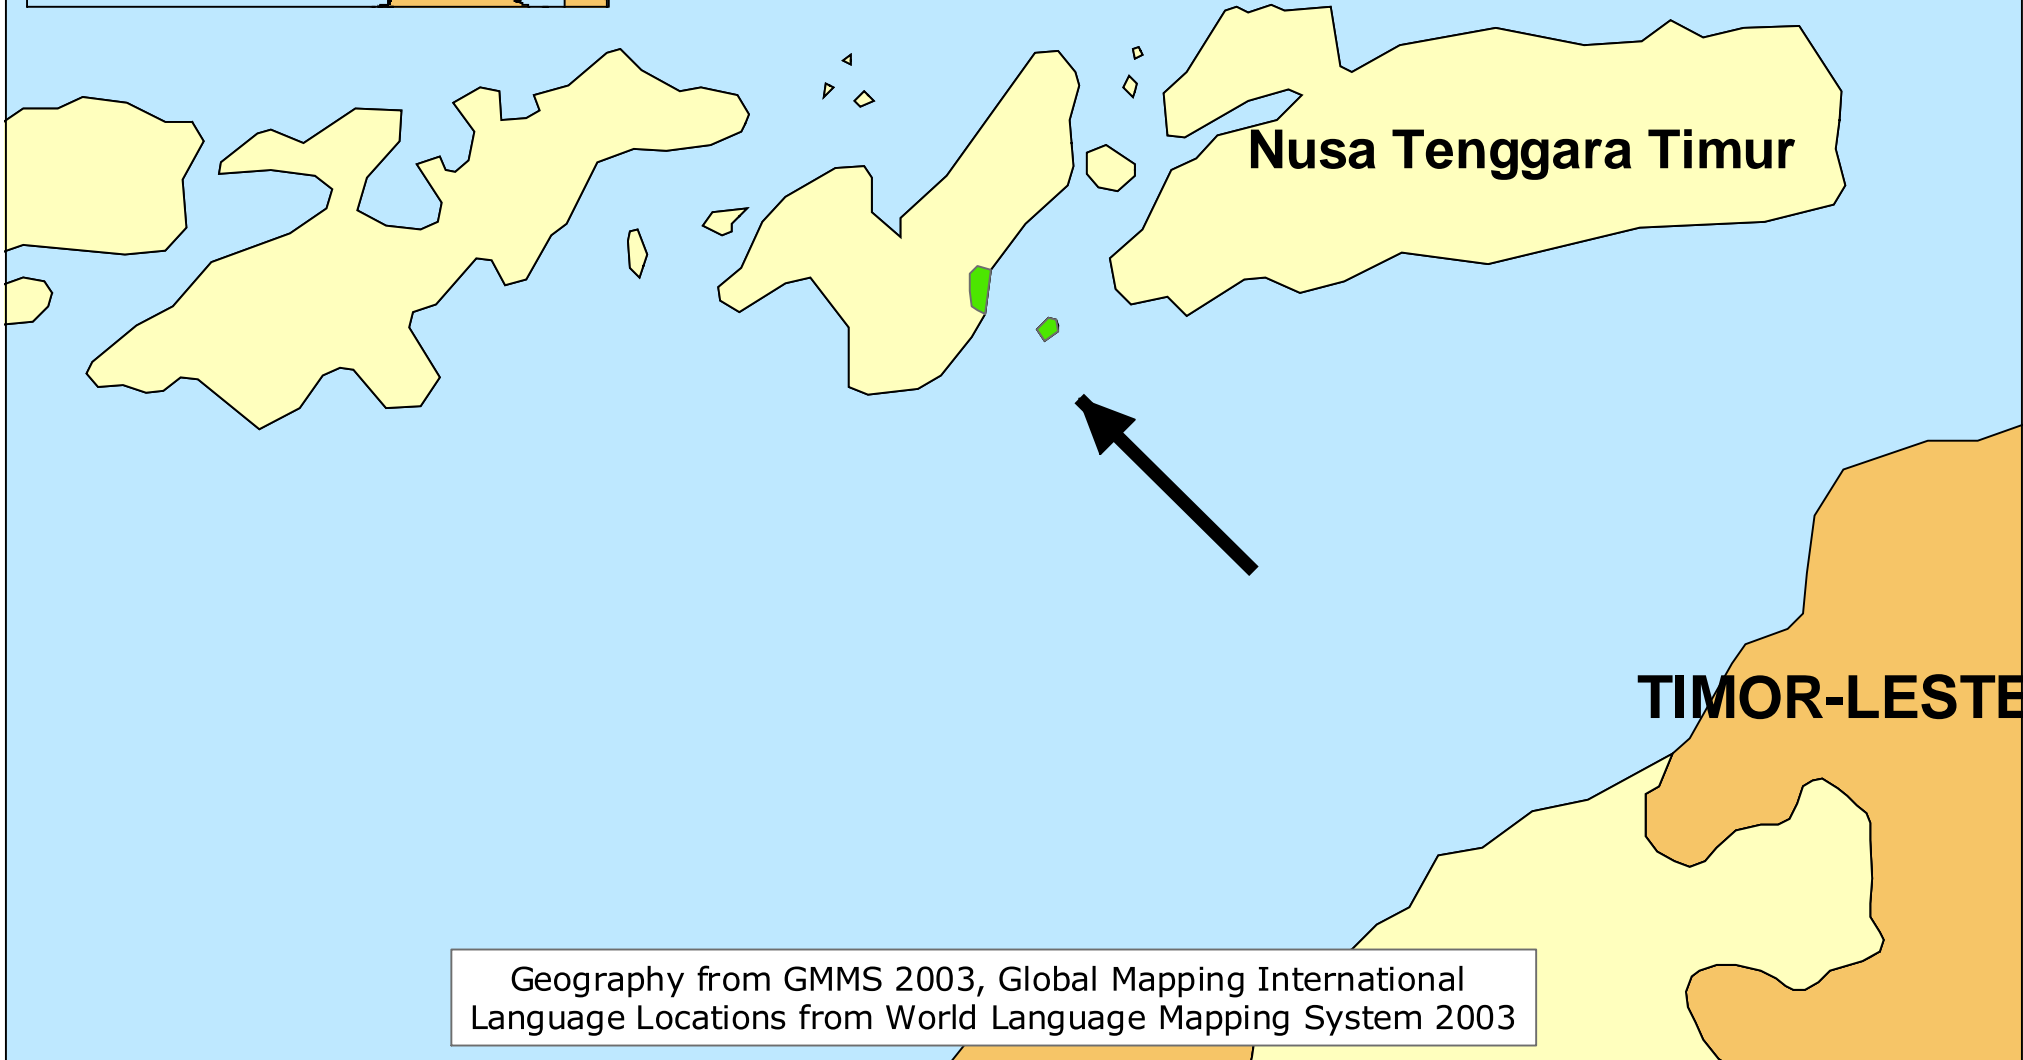 Nusa Tenggara Timur
TIMOR-LESTE
Geography from GMMS 2003, Global Mapping International
Language Locations from World Language Mapping System 2003